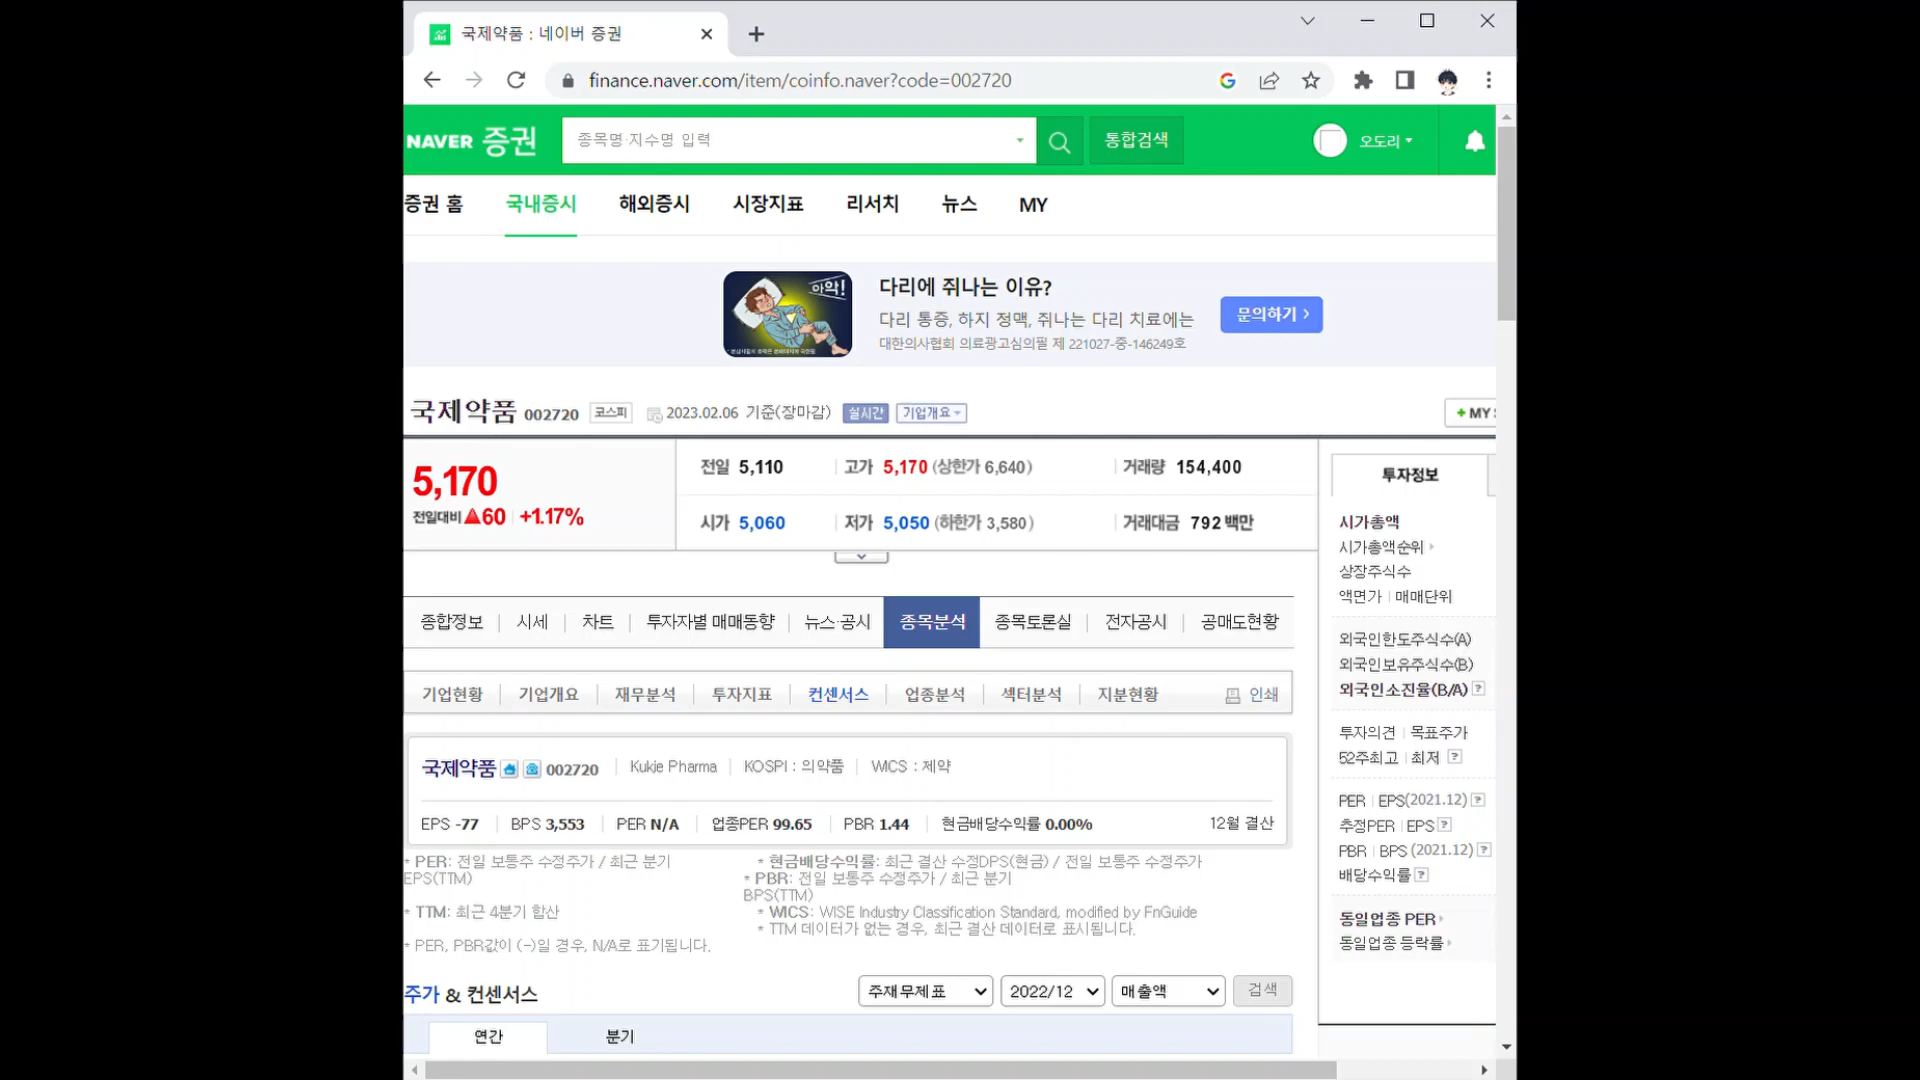 국제약품 : 네이버 증권
finance.naver.com/item/coinfo.naver?code=002720
NAVER 증권
종목명·지수명 입력
통합검색
오도리
증권 홈 국내증시 해외증시 시장지표 리서치 뉴스 MY
아악!
다리에 쥐나는 이유?
다리 통증, 하지 정맥, 쥐나는 다리 치료에는
대한의사협회 의료광고심의필 제 221027-중-146249호
문의하기 >
국제약품 002720 코스피 2023.02.06 기준(장마감) 실시간 기업개요
+ MY
5,170
전일대비 ▲60 +1.17%
전일 5,110 고가 5,170 (상한가 6,640) 거래량 154,400
시가 5,060 저가 5,050 (하한가 3,580) 거래대금 792 백만
투자정보
시가총액
시가총액순위
상장주식수
액면가 | 매매단위
외국인한도주식수(A)
외국인보유주식수(B)
외국인소진율(B/A) ?
투자의견 | 목표주가
52주최고 | 최저 ?
PER | EPS(2021.12) ?
추정PER | EPS ?
PBR | BPS (2021.12) ?
배당수익률 ?
동일업종 PER
동일업종 등락률
종합정보 시세 차트 투자자별 매매동향 뉴스·공시 종목분석 종목토론실 전자공시 공매도현황
기업현황 기업개요 재무분석 투자지표 컨센서스 업종분석 섹터분석 지분현황 인쇄
국제약품 002720 Kukje Pharma KOSPI : 의약품 WICS : 제약
EPS -77 BPS 3,553 PER N/A 업종PER 99.65 PBR 1.44 현금배당수익률 0.00% 12월 결산
* PER: 전일 보통주 수정주가 / 최근 분기
EPS(TTM)
* TTM: 최근 4분기 합산
* PER, PBR값이 (-)일 경우, N/A로 표기됩니다.
* 현금배당수익률: 최근 결산 수정DPS(현금) / 전일 보통주 수정주가
* PBR: 전일 보통주 수정주가 / 최근 분기
BPS(TTM)
* WICS: WISE Industry Classification Standard, modified by FnGuide
* TTM 데이터가 없는 경우, 최근 결산 데이터로 표시됩니다.
주가 & 컨센서스
주재무제표 2022/12 매출액 검색
연간 분기